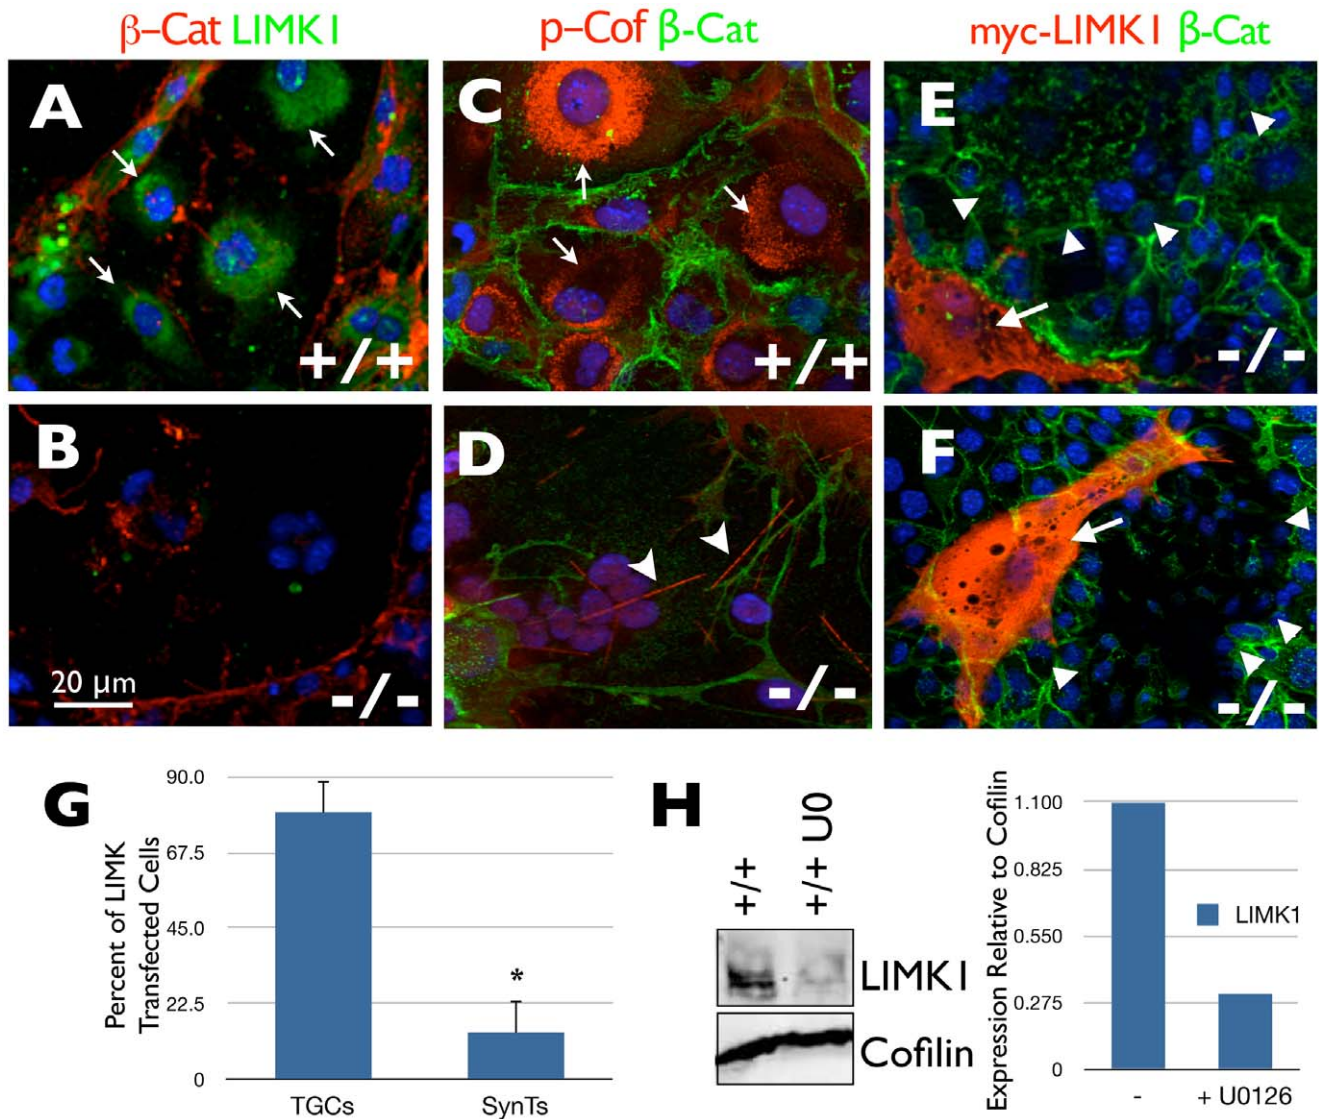 β–Cat LIMK1
p–Cof β-Cat
myc-LIMK1 β-Cat
A
+/+
C
+/+
E
-/-
B
20 µm
-/-
D
-/-
F
-/-
G
Percent of LIMK
Transfected Cells
90.0
67.5
45.0
22.5
0
*
TGCs
SynTs
H
+/+
+/+ U0
LIMK1
Cofilin
Expression Relative to Cofilin
1.100
0.825
0.550
0.275
0
LIMK1
-
+ U0126